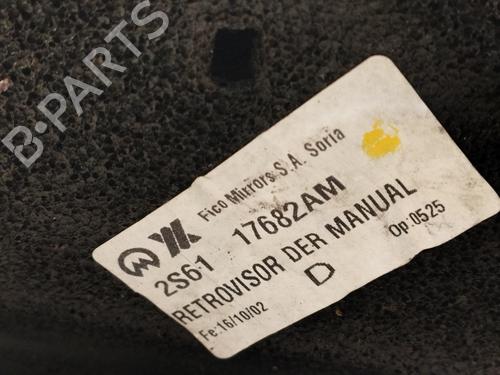 B-PARTS
Fico Mirrors S.A. Soria
2S61 17682AM
RETROVISOR DER MANUAL
D
Fe:16/10/02 Op:0525